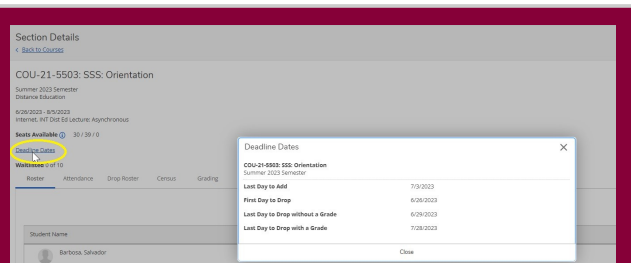 Section Details
< Back to Courses
COU-21-5503: SSS: Orientation
Summer 2023 Semester
Distance Education
6/26/2023 - 8/5/2023
Internet, INT Dist Ed Lecture: Asynchronous
Seats Available 30 / 39 / 0
Deadline Dates
Waitlisted 0 of 10
Roster Attendance Drop Roster Census Grading
Student Name
Barbosa, Salvador
Deadline Dates
COU-21-5503: SSS: Orientation
Summer 2023 Semester
Last Day to Add 7/3/2023
First Day to Drop 6/26/2023
Last Day to Drop without a Grade 6/29/2023
Last Day to Drop with a Grade 7/28/2023
Close